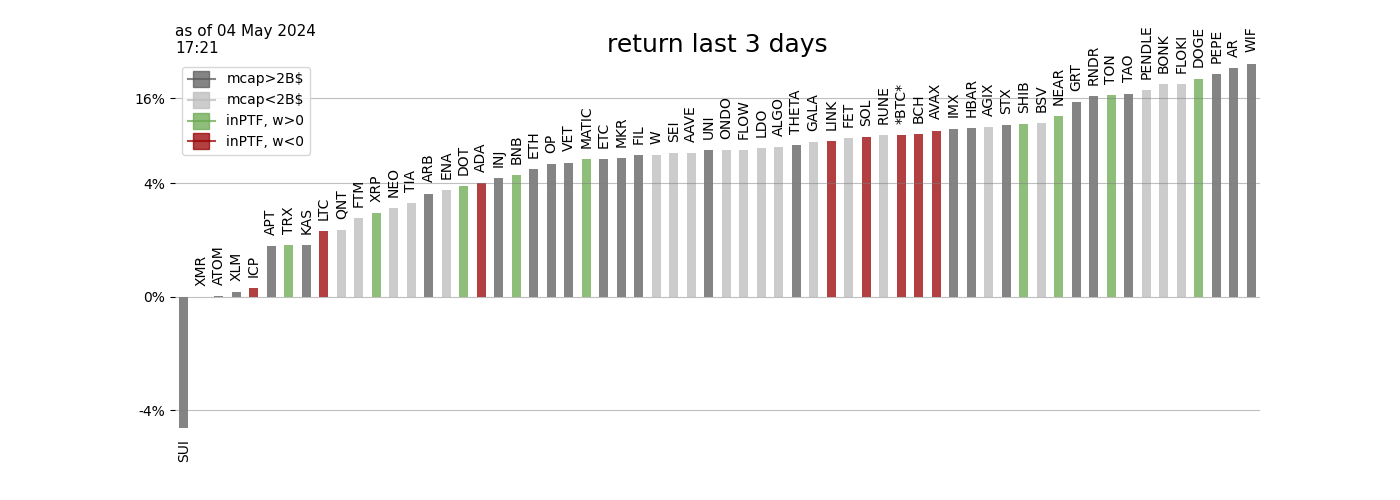 as of 04 May 2024
17:21
return last 3 days
mcap>2B$
mcap<2B$
inPTF, w>0
inPTF, w<0
16%
4%
0%
-4%
SUI
XMR
ATOM
XLM
ICP
APT
TRX
KAS
LTC
QNT
FTM
XRP
NEO
TIA
ARB
ENA
DOT
ADA
INJ
BNB
ETH
OP
VET
MATIC
ETC
MKR
FIL
W
SEI
AAVE
UNI
ONDO
FLOW
LDO
ALGO
THETA
GALA
LINK
FET
SOL
RUNE
*BTC*
BCH
AVAX
IMX
HBAR
AGIX
STX
SHIB
BSV
NEAR
GRT
RNDR
TON
TAO
PENDLE
BONK
FLOKI
DOGE
PEPE
AR
WIF